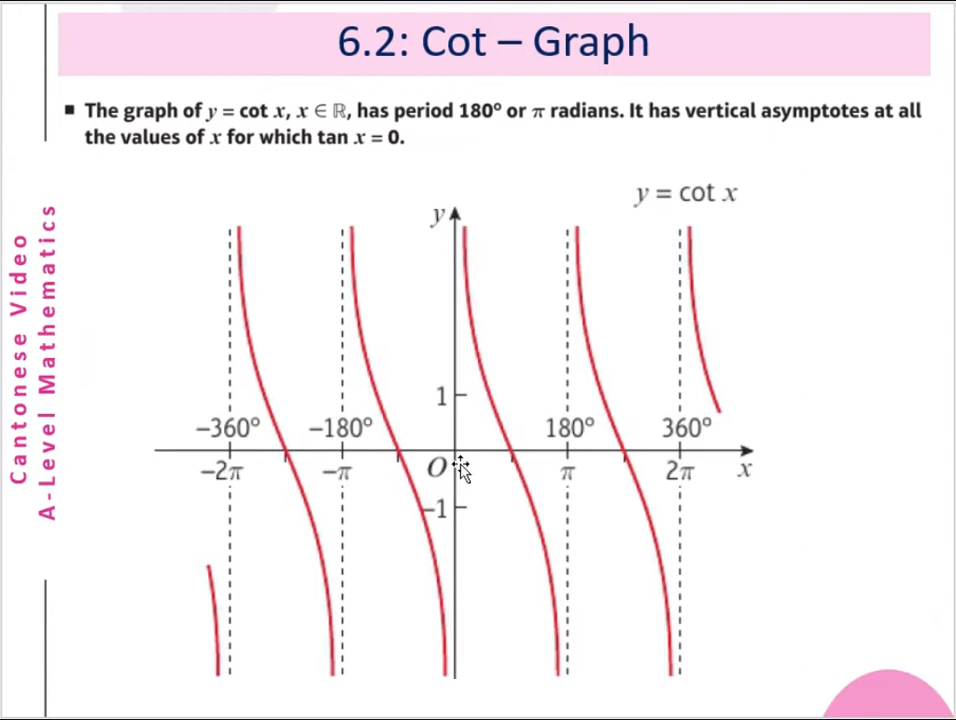 6.2: Cot – Graph
▪ The graph of y = cot x, x ∈ ℝ, has period 180° or π radians. It has vertical asymptotes at all
the values of x for which tan x = 0.
Cantonese Video
A-Level Mathematics
y = cot x
y
1
−360° −180° 180° 360°
−2π −π O π 2π x
−1